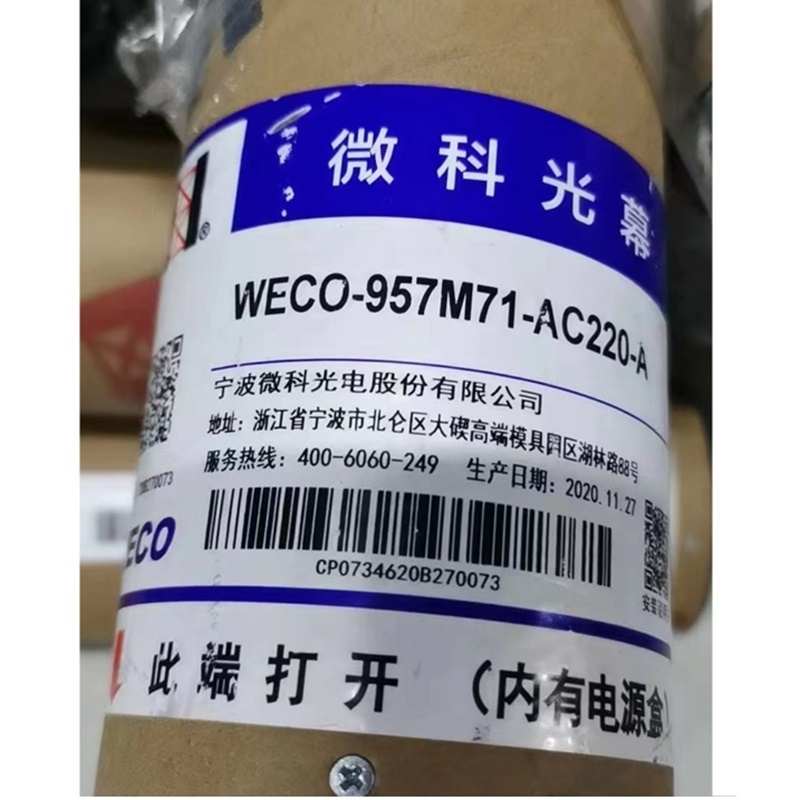 微科光幕
®
WECO-957M71-AC220-A
宁波微科光电股份有限公司
地址: 浙江省宁波市北仑区大碶高端模具园区湖林路88号
服务热线: 400-6060-249 生产日期: 2020.11.27
CP0734620B270073
此端打开 (内有电源盒)
ECO
70073